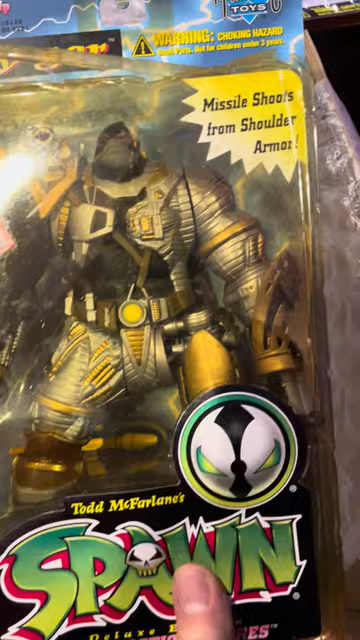 TOYS
WARNING: CHOKING HAZARD
Small Parts. Not for children under 3 years.
Missile Shoots
from Shoulder
Armor!
Todd McFarlane's
SPAWN
Deluxe